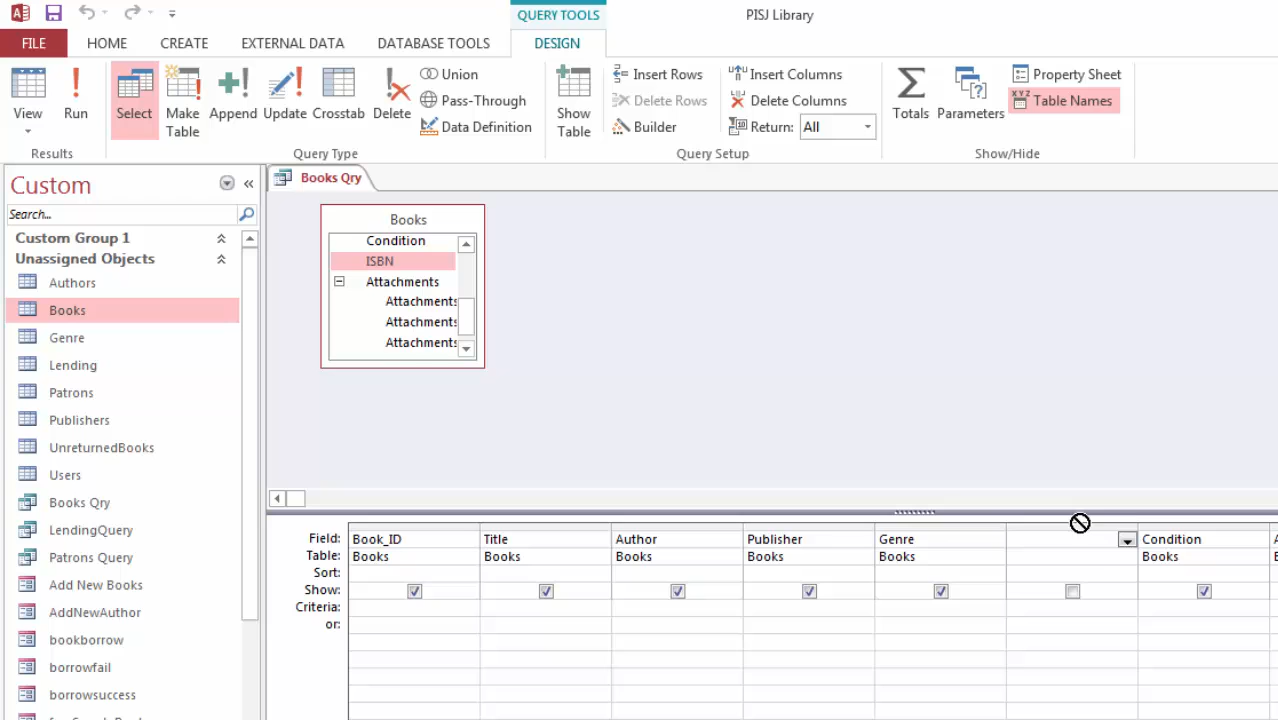 QUERY TOOLS
PISJ Library
FILE HOME CREATE EXTERNAL DATA DATABASE TOOLS DESIGN
View
Run
Select
Make Table
Append
Update
Crosstab
Delete
Union
Pass-Through
Data Definition
Show Table
Insert Rows
Delete Rows
Builder
Insert Columns
Delete Columns
Return: All
Totals
Parameters
Property Sheet
XYZ Table Names
Results Query Type Query Setup Show/Hide
Custom
Search...
Custom Group 1
Unassigned Objects
Authors
Books
Genre
Lending
Patrons
Publishers
UnreturnedBooks
Users
Books Qry
LendingQuery
Patrons Query
Add New Books
AddNewAuthor
bookborrow
borrowfail
borrowsuccess
Books Qry
Books
Condition
ISBN
Attachments
Attachments
Attachments
Attachments
Field: Book_ID Title Author Publisher Genre Condition A
Table: Books Books Books Books Books Books
Sort:
Show:
Criteria:
or: